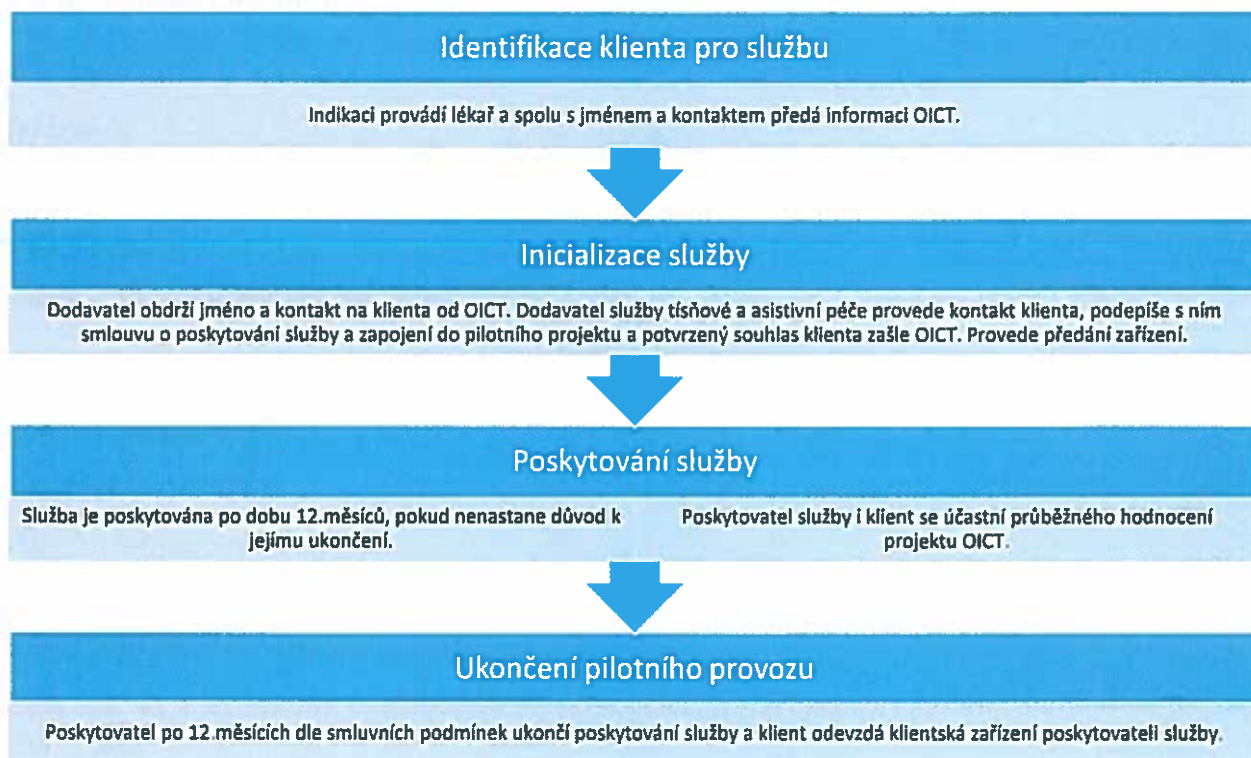 Identifikace klienta pro službu
Indikaci provádí lékař a spolu s jménem a kontaktem předá informaci OICT.
Inicializace služby
Dodavatel obdrží jméno a kontakt na klienta od OICT. Dodavatel služby tísňové a asistivní péče provede kontakt klienta, podepíše s ním
smlouvu o poskytování služby a zapojení do pilotního projektu a potvrzený souhlas klienta zašle OICT. Provede předání zařízení.
Poskytování služby
Služba je poskytována po dobu 12.měsíců, pokud nenastane důvod k
jejímu ukončení.
Poskytovatel služby i klient se účastní průběžného hodnocení
projektu OICT.
Ukončení pilotního provozu
Poskytovatel po 12.měsících dle smluvních podmínek ukončí poskytování služby a klient odevzdá klientská zařízení poskytovateli služby.